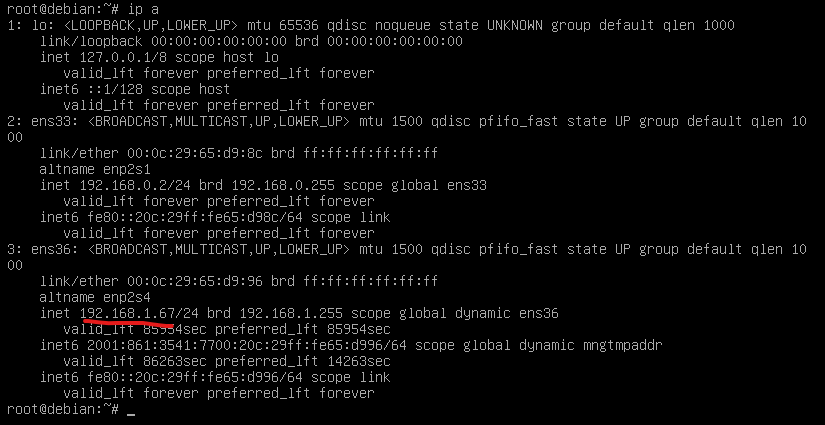 root@debian:~# ip a
1: lo: <LOOPBACK,UP,LOWER_UP> mtu 65536 qdisc noqueue state UNKNOWN group default qlen 1000
    link/loopback 00:00:00:00:00:00 brd 00:00:00:00:00:00
    inet 127.0.0.1/8 scope host lo
       valid_lft forever preferred_lft forever
    inet6 ::1/128 scope host
       valid_lft forever preferred_lft forever
2: ens33: <BROADCAST,MULTICAST,UP,LOWER_UP> mtu 1500 qdisc pfifo_fast state UP group default qlen 10
00
    link/ether 00:0c:29:65:d9:8c brd ff:ff:ff:ff:ff:ff
    altname enp2s1
    inet 192.168.0.2/24 brd 192.168.0.255 scope global ens33
       valid_lft forever preferred_lft forever
    inet6 fe80::20c:29ff:fe65:d98c/64 scope link
       valid_lft forever preferred_lft forever
3: ens36: <BROADCAST,MULTICAST,UP,LOWER_UP> mtu 1500 qdisc pfifo_fast state UP group default qlen 10
00
    link/ether 00:0c:29:65:d9:96 brd ff:ff:ff:ff:ff:ff
    altname enp2s4
    inet 192.168.1.67/24 brd 192.168.1.255 scope global dynamic ens36
       valid_lft 85954sec preferred_lft 85954sec
    inet6 2001:861:3541:7700:20c:29ff:fe65:d996/64 scope global dynamic mngtmpaddr
       valid_lft 86263sec preferred_lft 14263sec
    inet6 fe80::20c:29ff:fe65:d996/64 scope link
       valid_lft forever preferred_lft forever
root@debian:~# _